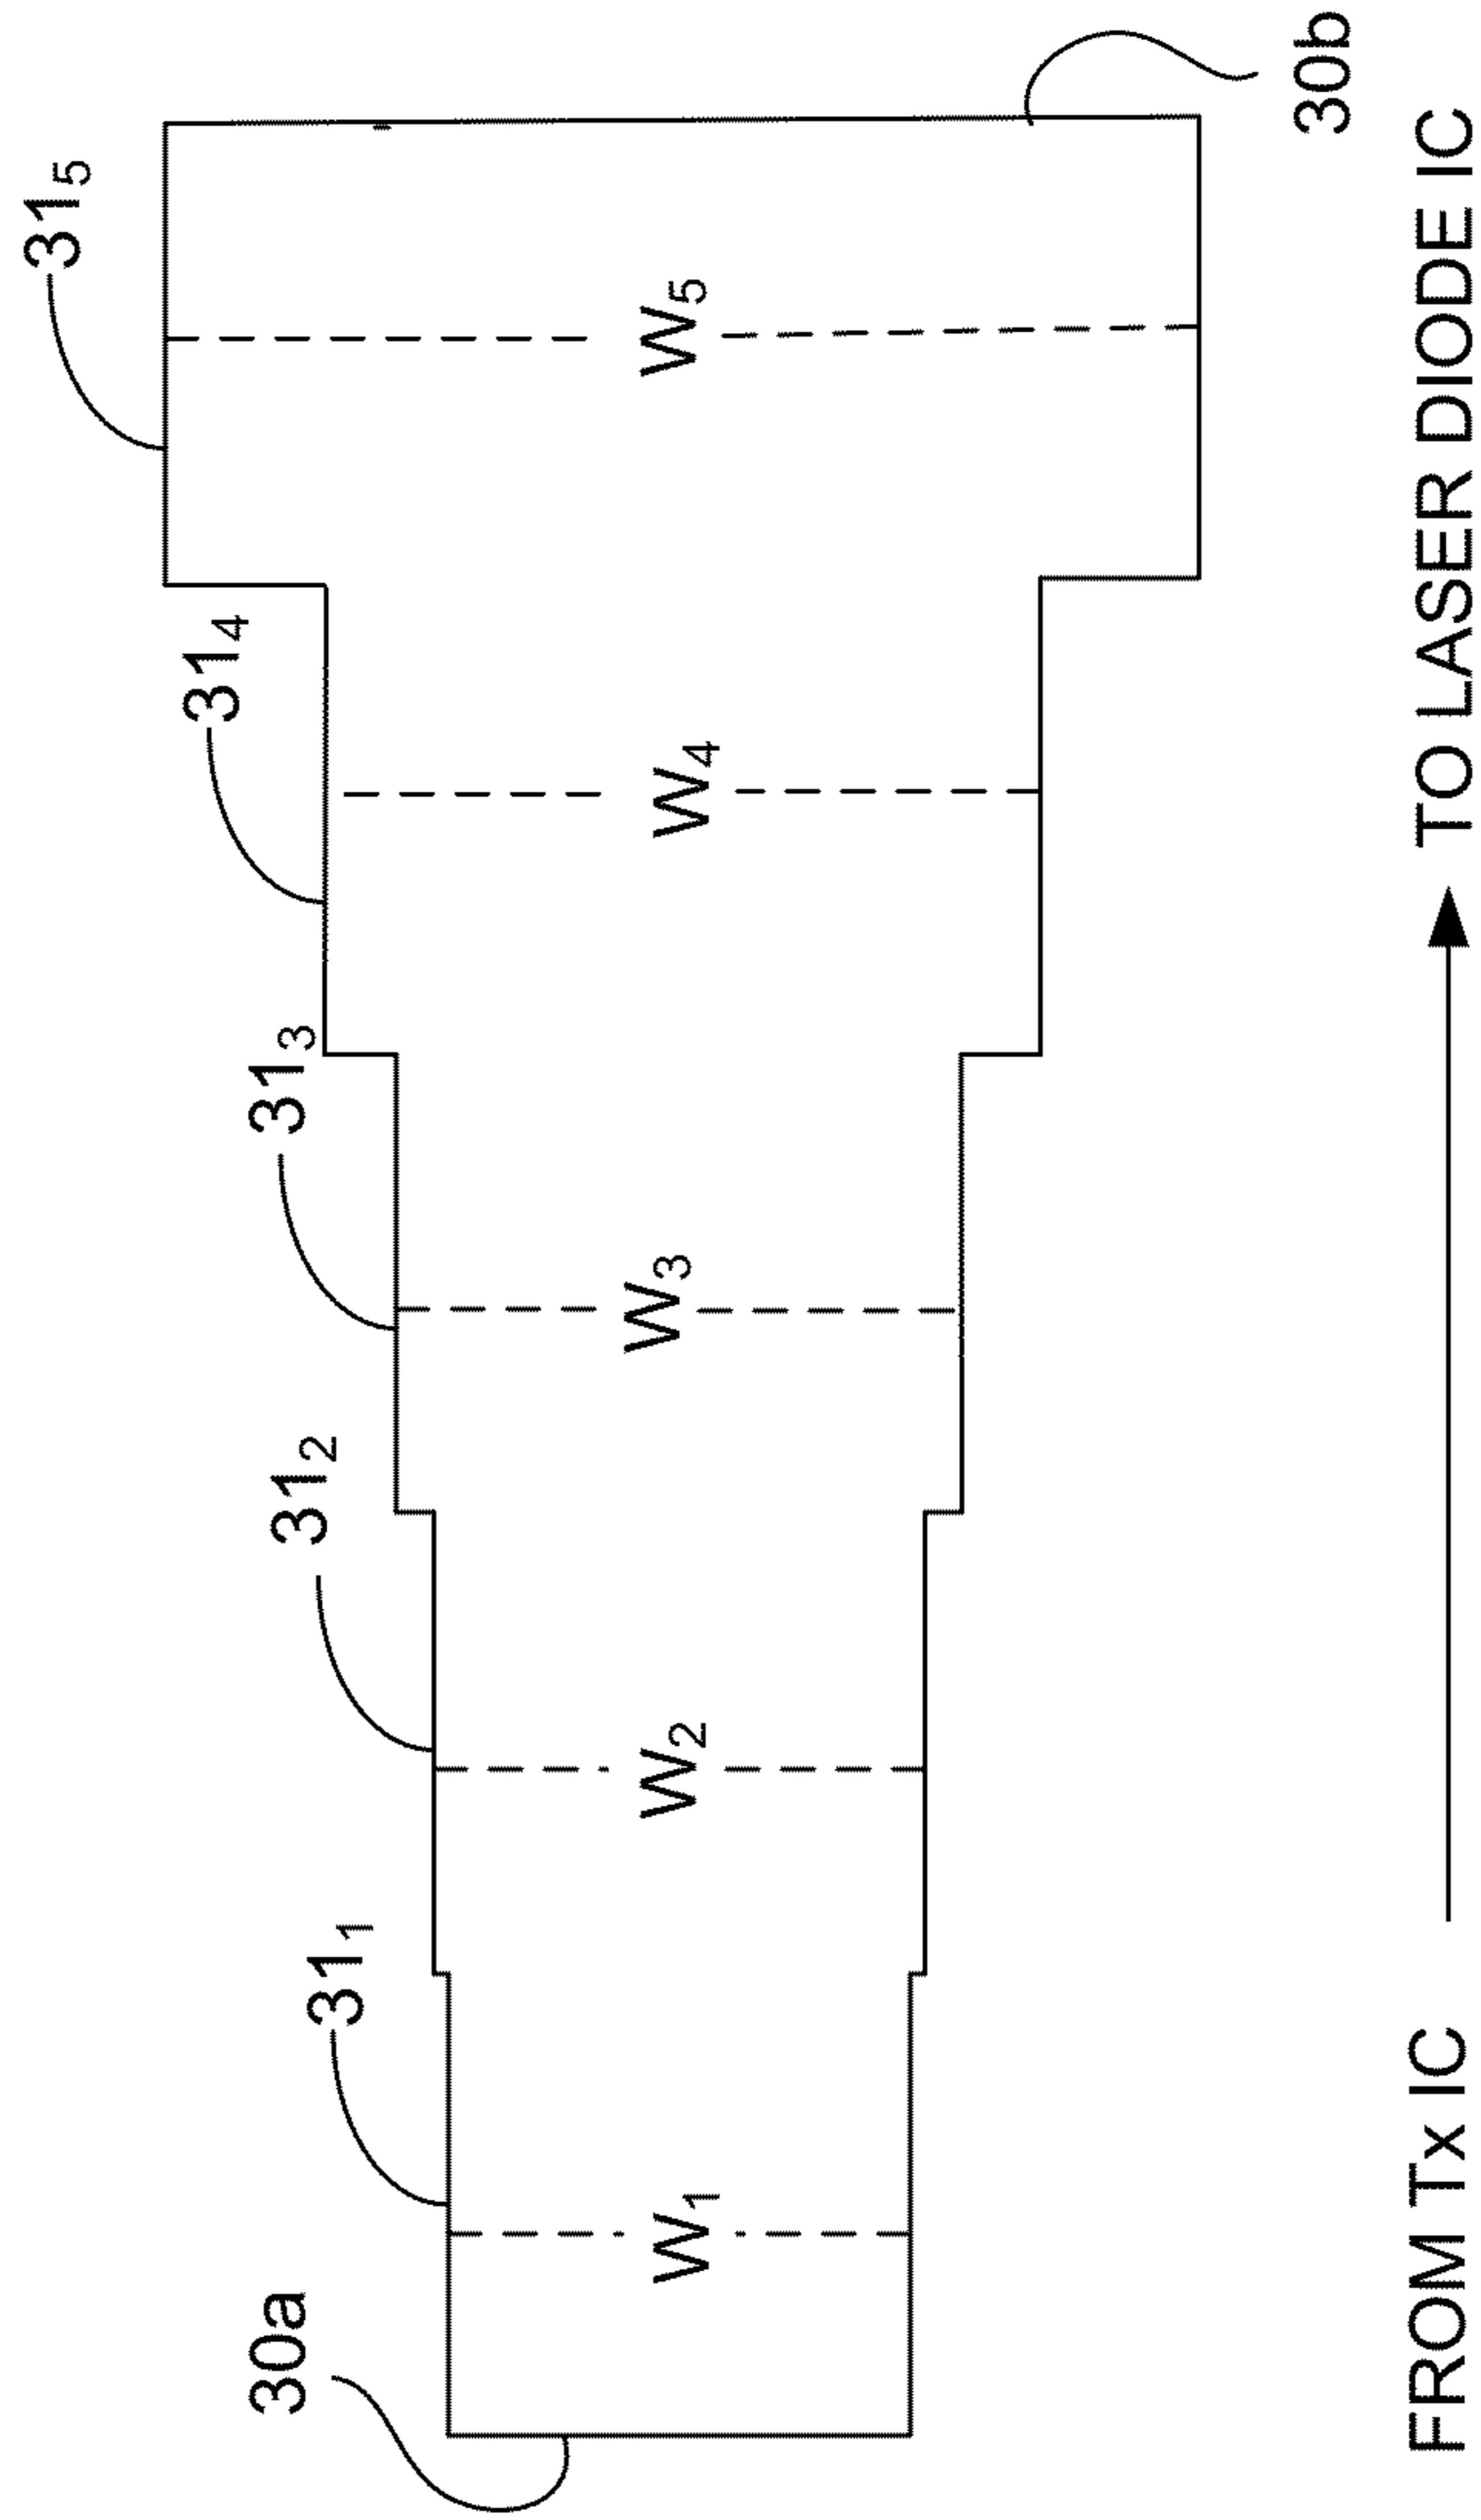 31₅
31₄
31₃
31₂
31₁
30a
W₁
W₂
W₃
W₄
W₅
30b
FROM Tx IC
TO LASER DIODE IC